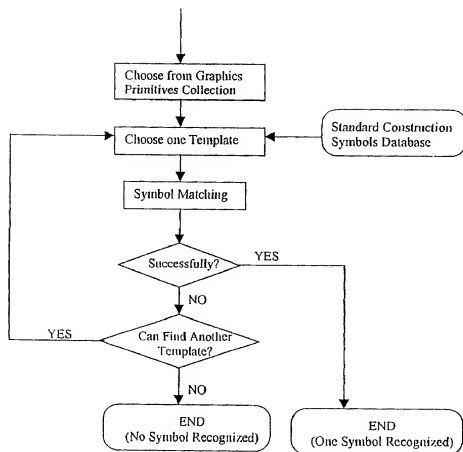 Choose from Graphics
Primitives Collection
Choose one Template
Standard Construction
Symbols Database
Symbol Matching
Successfully?
YES
NO
YES
Can Find Another
Template?
NO
END
(No Symbol Recognized)
END
(One Symbol Recognized)